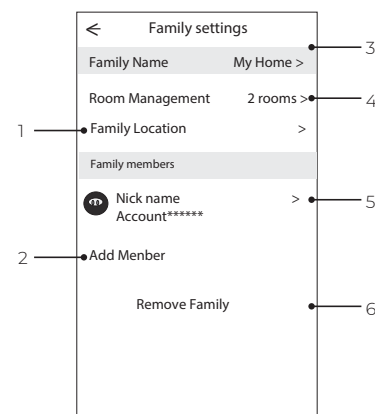 Family settings
3
Family Name My Home >
Room Management 2 rooms >
4
1
Family Location >
Family members
Nick name >
Account******
5
2
Add Menber
Remove Family
6